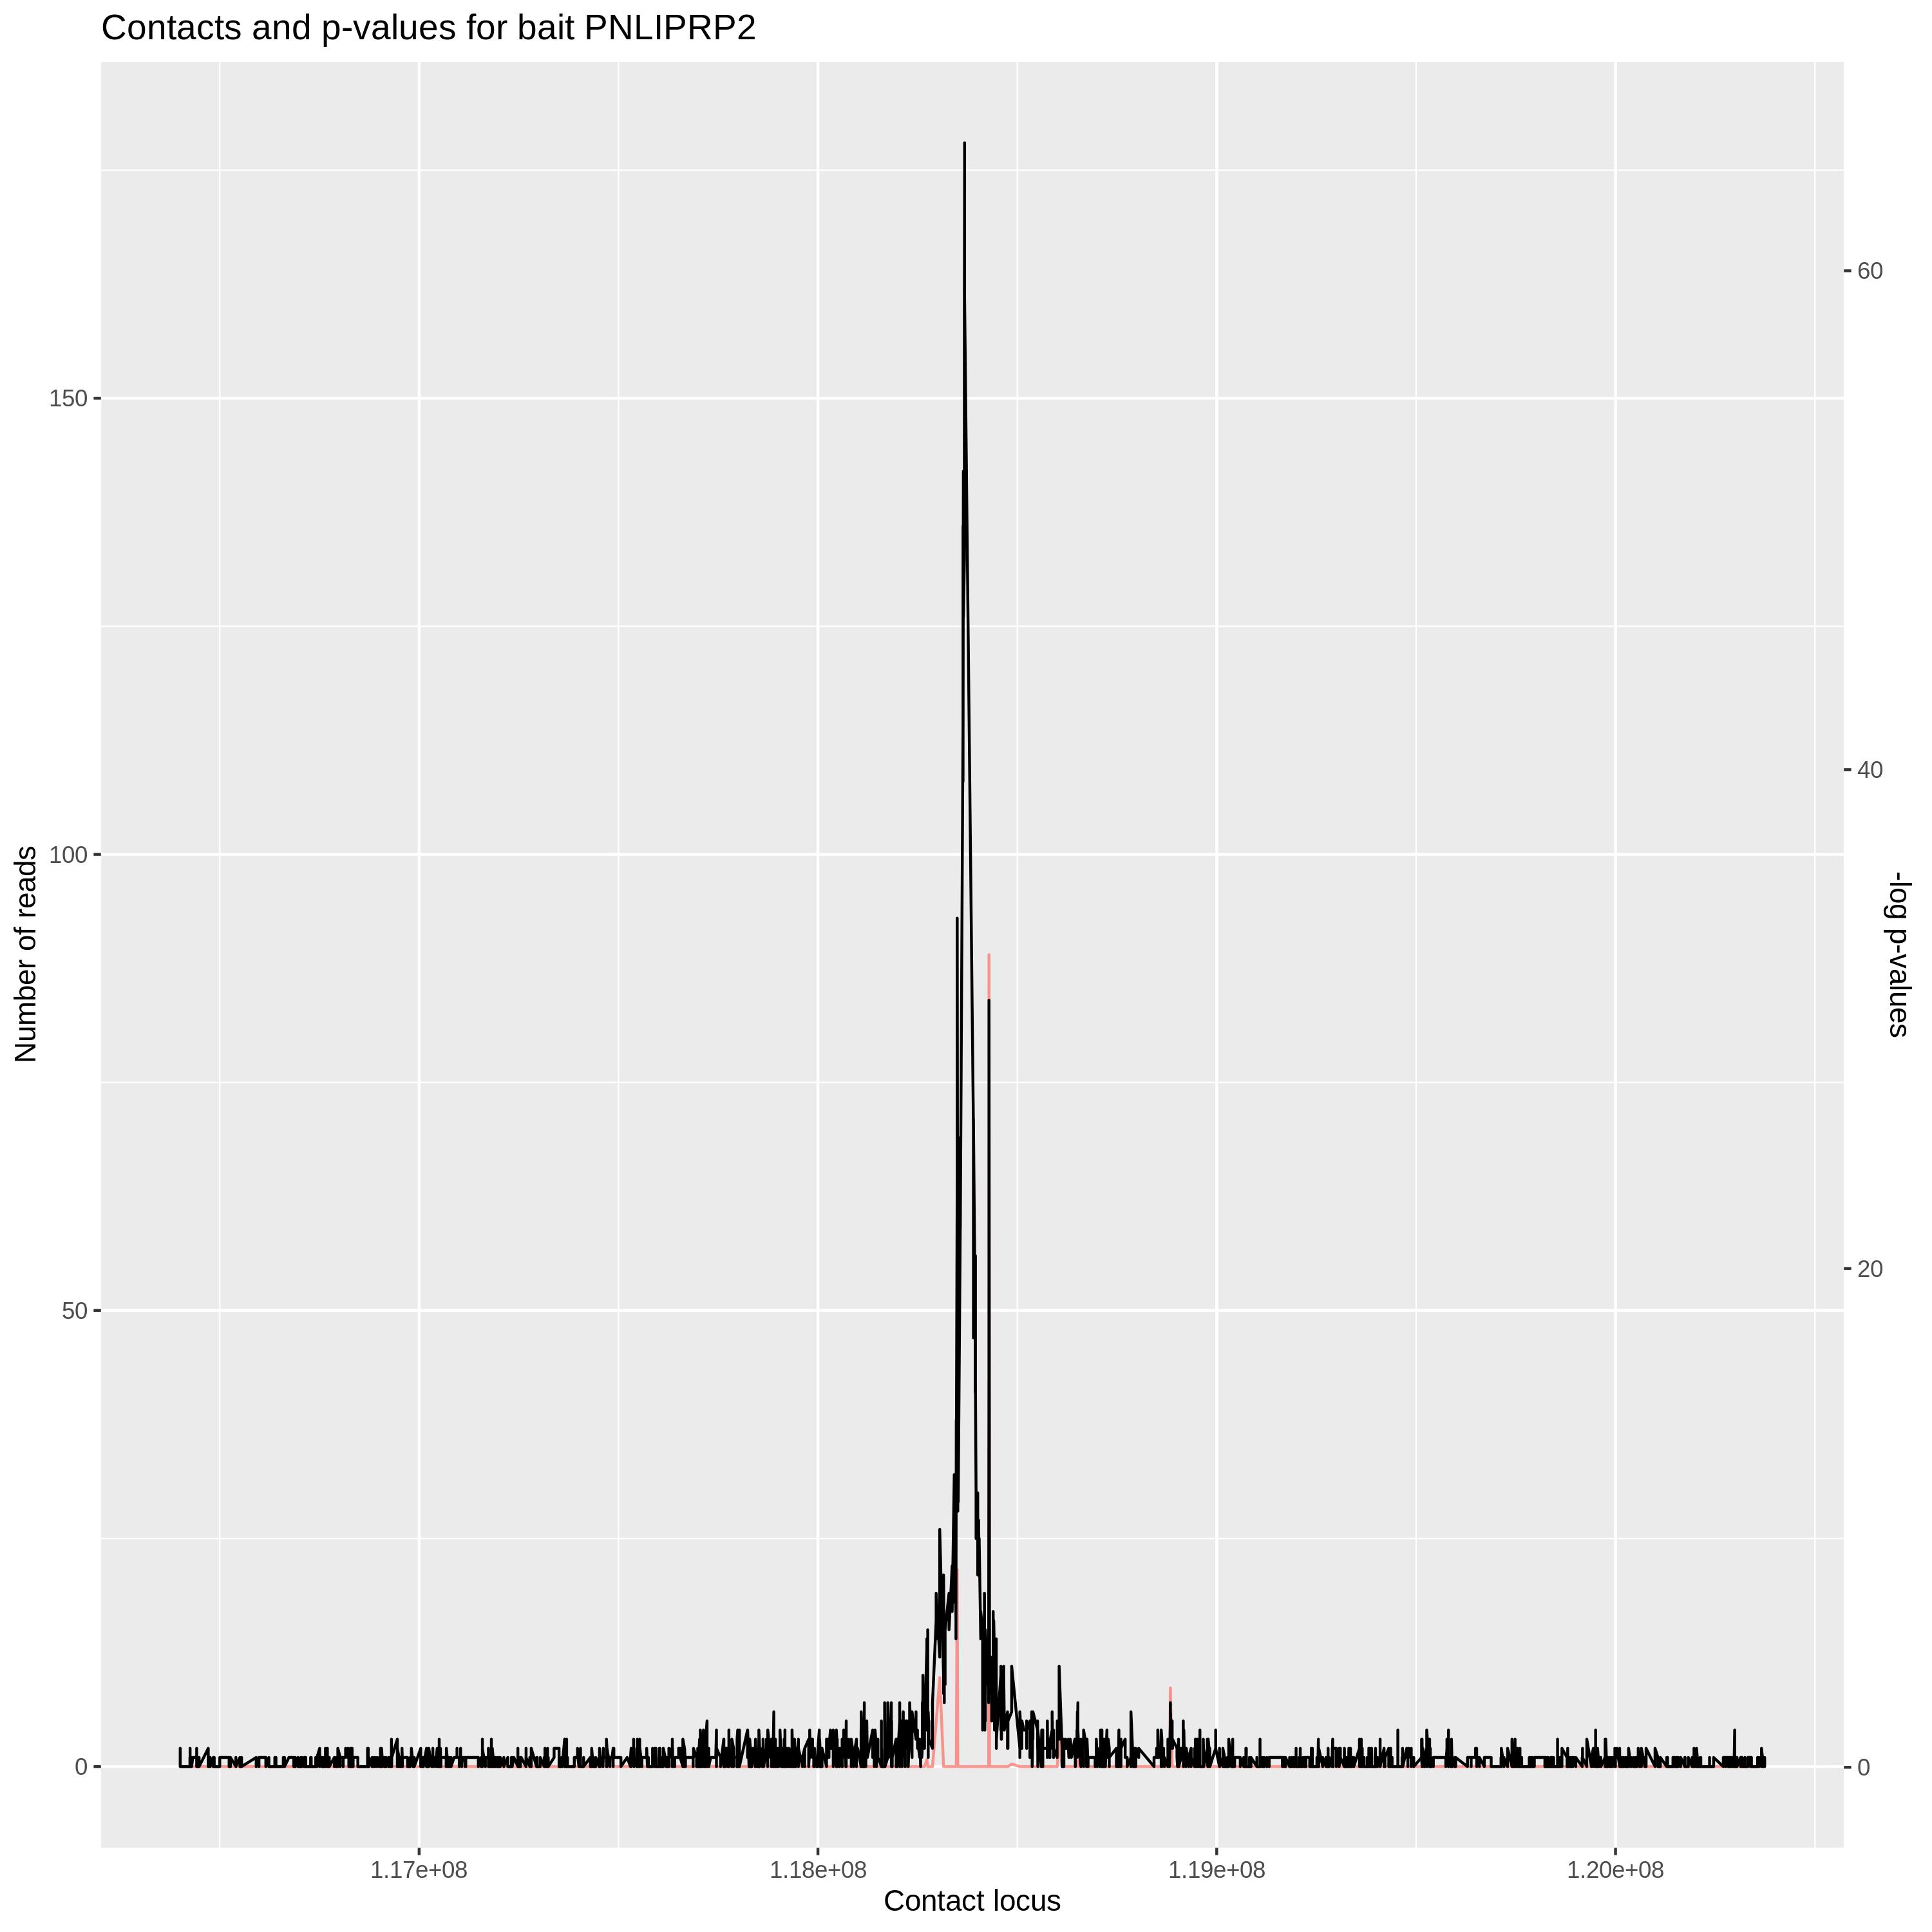 Contacts and p-values for bait PNLIPRP2
150
100
50
0
Number of reads
60
40
20
0
-log p-values
1.17e+08
1.18e+08
1.19e+08
1.20e+08
Contact locus